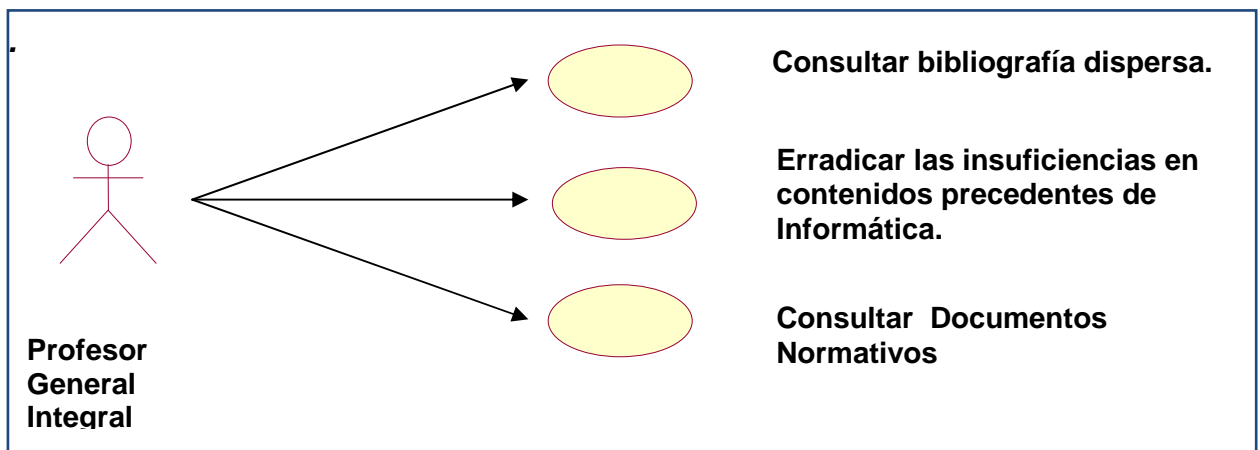 .
Consultar bibliografía dispersa.
Erradicar las insuficiencias en
contenidos precedentes de
Informática.
Consultar Documentos
Normativos
Profesor
General
Integral